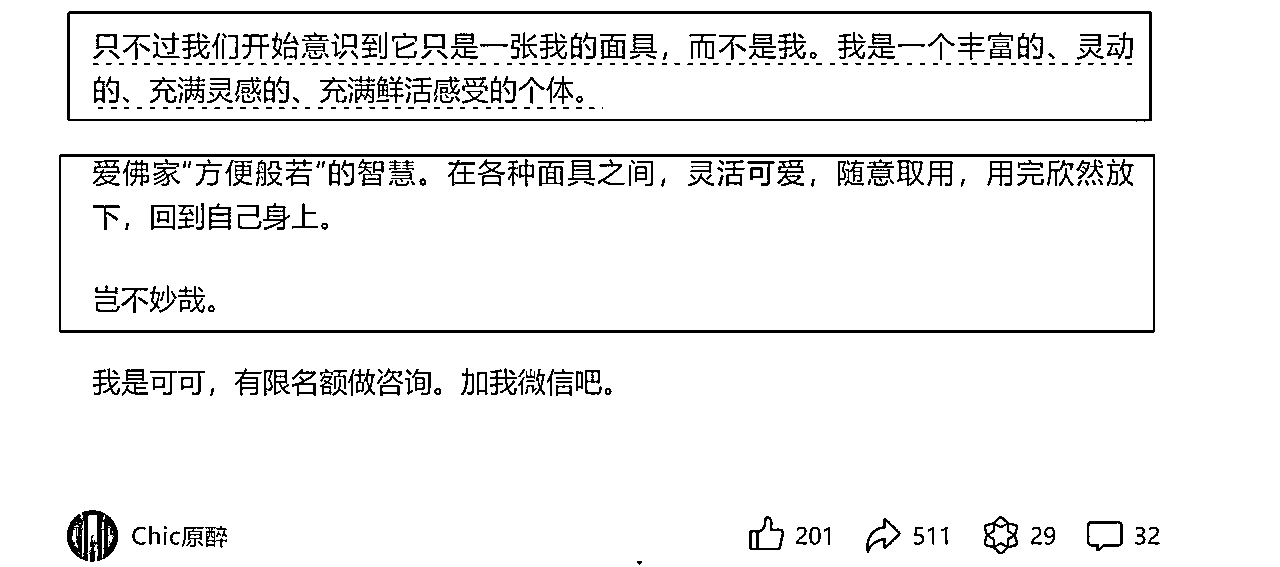 只不过我们开始意识到它只是一张我的面具，而不是我。我是一个丰富的、灵动
的、充满灵感的、充满鲜活感受的个体。
爱佛家“方便般若”的智慧。在各种面具之间，灵活可爱，随意取用，用完欣然放
下，回到自己身上。
岂不妙哉。
我是可可，有限名额做咨询。加我微信吧。
Chic原醉 201 511 29 32